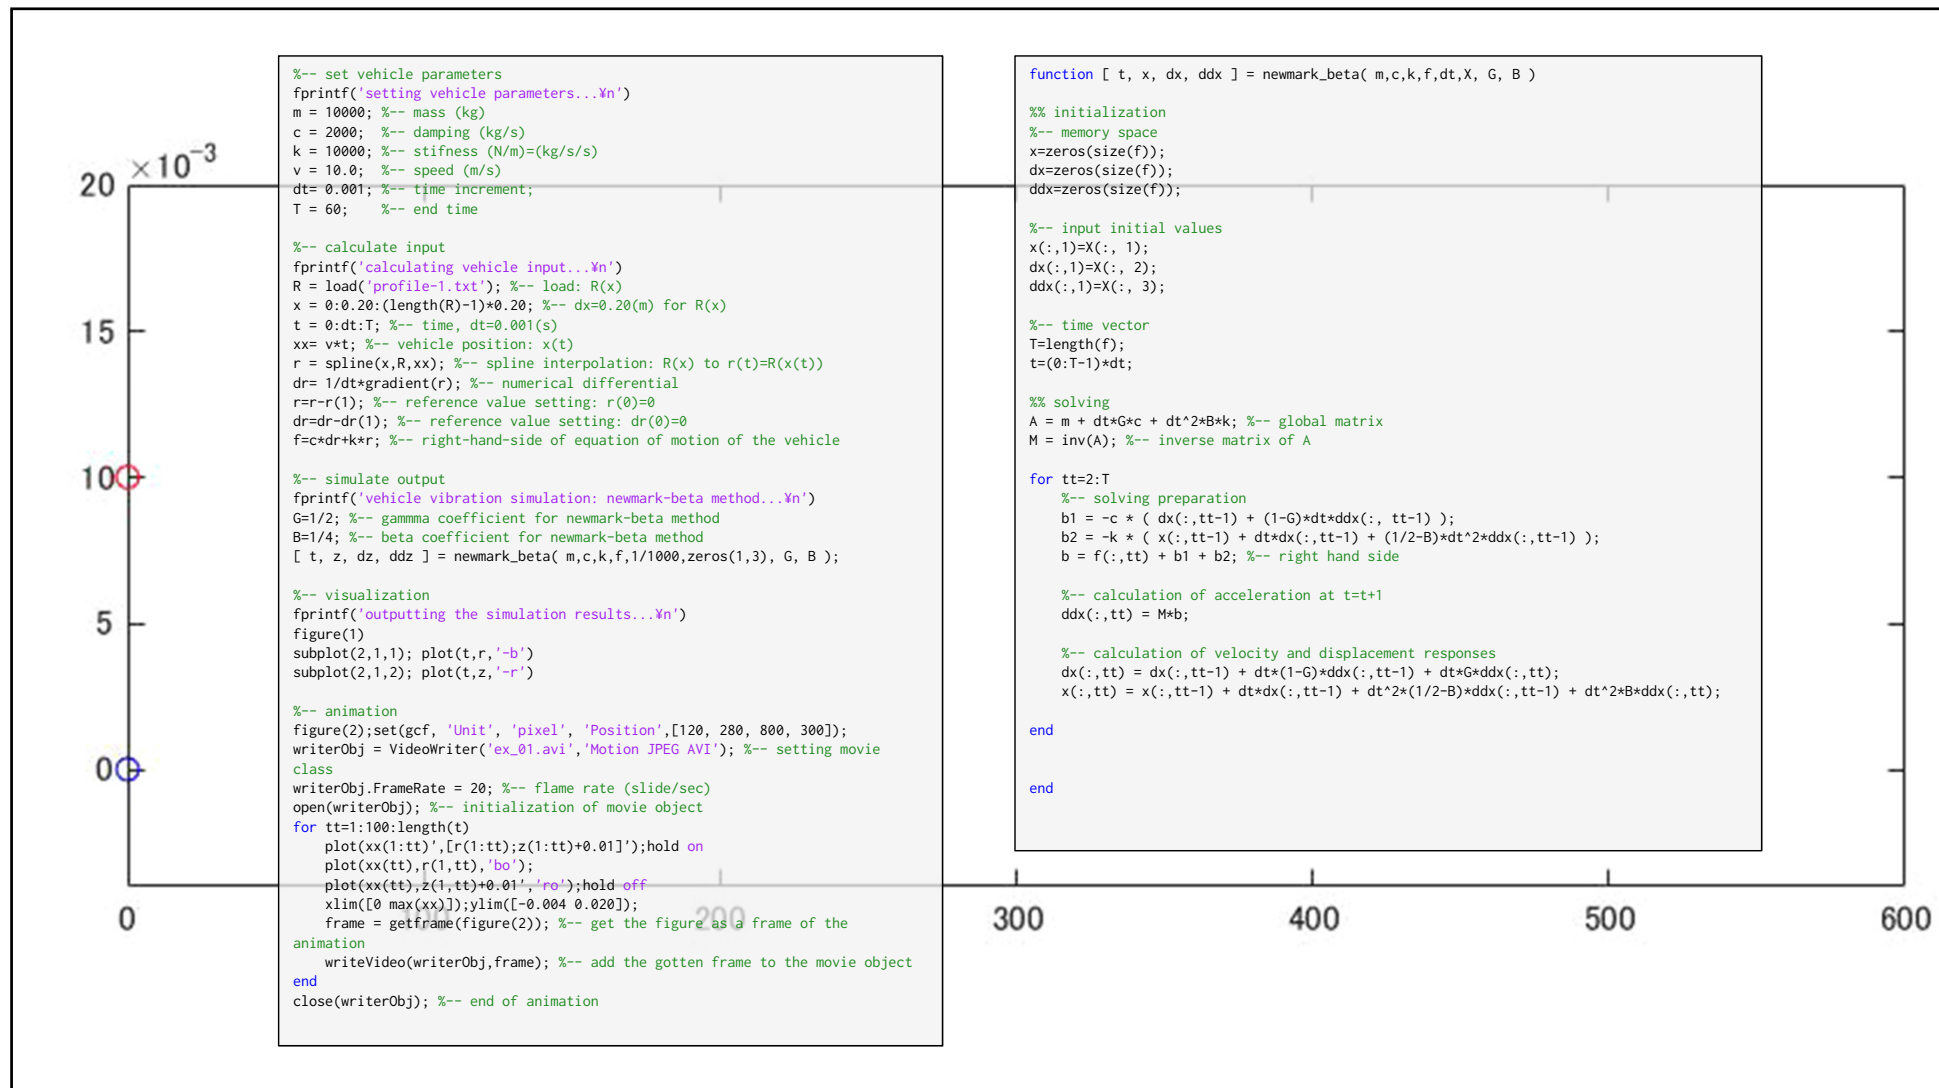 %-- set vehicle parameters
fprintf('setting vehicle parameters...¥n')
m = 10000; %-- mass (kg)
c = 2000;  %-- damping (kg/s)
k = 10000; %-- stifness (N/m)=(kg/s/s)
v = 10.0;  %-- speed (m/s)
dt= 0.001; %-- time increment;
T = 60;    %-- end time
%-- calculate input
fprintf('calculating vehicle input...¥n')
R = load('profile-1.txt'); %-- load: R(x)
x = 0:0.20:(length(R)-1)*0.20; %-- dx=0.20(m) for R(x)
t = 0:dt:T; %-- time, dt=0.001(s)
xx= v*t; %-- vehicle position: x(t)
r = spline(x,R,xx); %-- spline interpolation: R(x) to r(t)=R(x(t))
dr= 1/dt*gradient(r); %-- numerical differential
r=r-r(1); %-- reference value setting: r(0)=0
dr=dr-dr(1); %-- reference value setting: dr(0)=0
f=c*dr+k*r; %-- right-hand-side of equation of motion of the vehicle
%-- simulate output
fprintf('vehicle vibration simulation: newmark-beta method...¥n')
G=1/2; %-- gammma coefficient for newmark-beta method
B=1/4; %-- beta coefficient for newmark-beta method
[ t, z, dz, ddz ] = newmark_beta( m,c,k,f,1/1000,zeros(1,3), G, B );
%-- visualization
fprintf('outputting the simulation results...¥n')
figure(1)
subplot(2,1,1); plot(t,r,'-b')
subplot(2,1,2); plot(t,z,'-r')
%-- animation
figure(2);set(gcf, 'Unit', 'pixel', 'Position',[120, 280, 800, 300]);
writerObj = VideoWriter('ex_01.avi','Motion JPEG AVI'); %-- setting movie
class
writerObj.FrameRate = 20; %-- flame rate (slide/sec)
open(writerObj); %-- initialization of movie object
for tt=1:100:length(t)
    plot(xx(1:tt)',[r(1:tt);z(1:tt)+0.01]');hold on
    plot(xx(tt),r(1,tt),'bo');
    plot(xx(tt),z(1,tt)+0.01','ro');hold off
    xlim([0 max(xx)]);ylim([-0.004 0.020]);
    frame = getframe(figure(2)); %-- get the figure as a frame of the
animation
    writeVideo(writerObj,frame); %-- add the gotten frame to the movie object
end
close(writerObj); %-- end of animation
function [ t, x, dx, ddx ] = newmark_beta( m,c,k,f,dt,X, G, B )
%% initialization
%-- memory space
x=zeros(size(f));
dx=zeros(size(f));
ddx=zeros(size(f));
%-- input initial values
x(:,1)=X(:, 1);
dx(:,1)=X(:, 2);
ddx(:,1)=X(:, 3);
%-- time vector
T=length(f);
t=(0:T-1)*dt;
%% solving
A = m + dt*G*c + dt^2*B*k; %-- global matrix
M = inv(A); %-- inverse matrix of A
for tt=2:T
    %-- solving preparation
    b1 = -c * ( dx(:,tt-1) + (1-G)*dt*ddx(:, tt-1) );
    b2 = -k * ( x(:,tt-1) + dt*dx(:,tt-1) + (1/2-B)*dt^2*ddx(:,tt-1) );
    b = f(:,tt) + b1 + b2; %-- right hand side
    %-- calculation of acceleration at t=t+1
    ddx(:,tt) = M*b;
    %-- calculation of velocity and displacement responses
    dx(:,tt) = dx(:,tt-1) + dt*(1-G)*ddx(:,tt-1) + dt*G*ddx(:,tt);
    x(:,tt) = x(:,tt-1) + dt*dx(:,tt-1) + dt^2*(1/2-B)*ddx(:,tt-1) + dt^2*B*ddx(:,tt);
end
end
×10⁻³
20
15
10
5
0
0 100 200 300 400 500 600